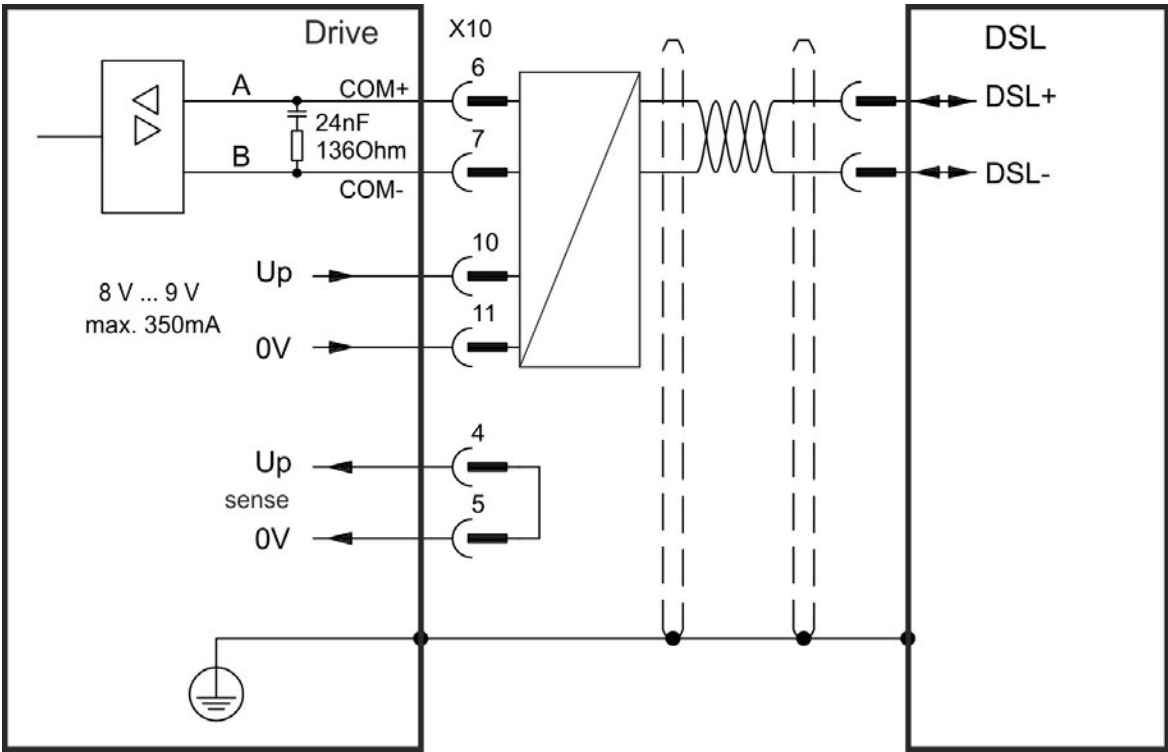 Drive
X10
DSL
6
A
COM+
DSL+
24nF
136Ohm
7
B
COM-
DSL-
10
Up
8 V ... 9 V
max. 350mA
11
0V
4
Up
sense
5
0V